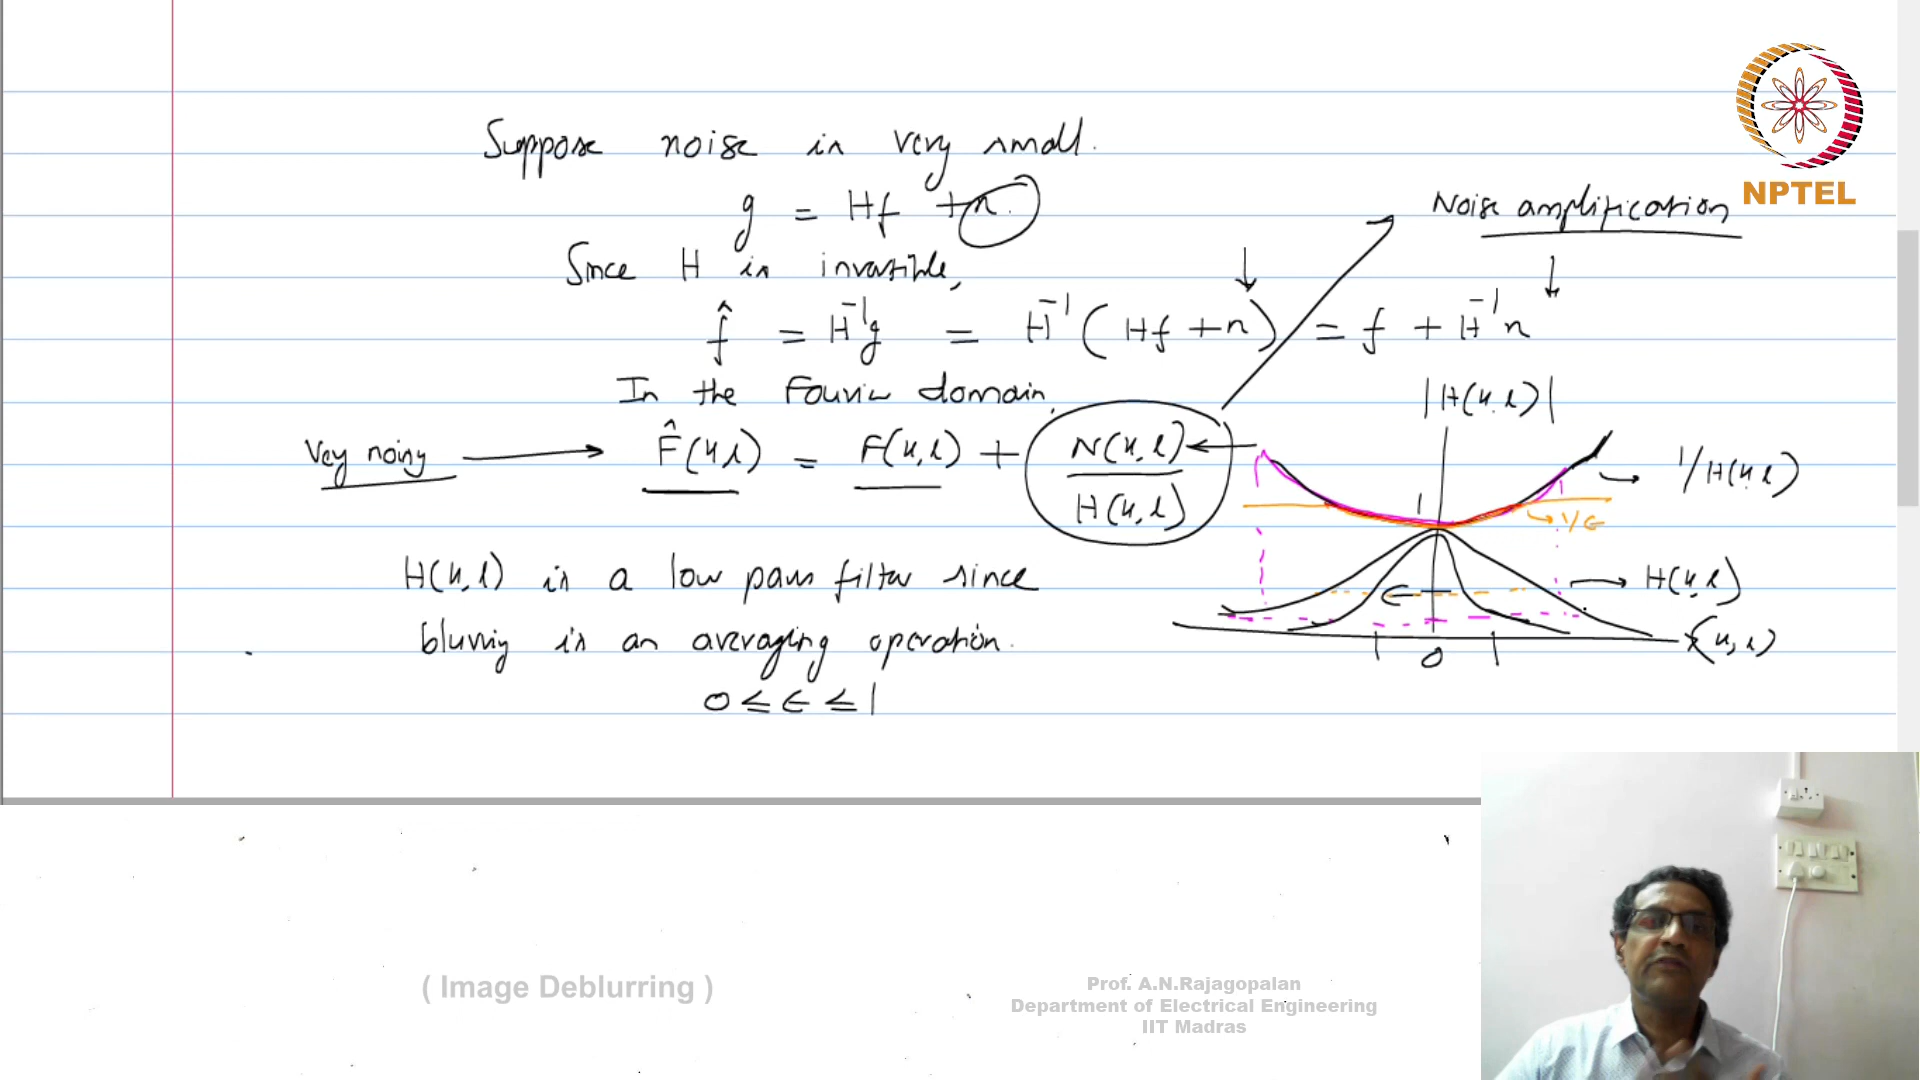 Suppose noise is very small.
NPTEL
g = Hf + n.
Noise amplification
Since H is invertible,
f̂ = H⁻¹g = H⁻¹(Hf + n) = f + H⁻¹n
In the Fourier domain,
|H(k,l)|
Very noisy → F̂(k,l) = F(k,l) + N(k,l)/H(k,l)
1/H(k,l)
1
1/ϵ
H(k,l) is a low pass filter since
ϵ
H(k,l)
blurring is an averaging operation.
0
(k,l)
0 ≤ ϵ ≤ 1
( Image Deblurring )
Prof. A.N.Rajagopalan
Department of Electrical Engineering
IIT Madras